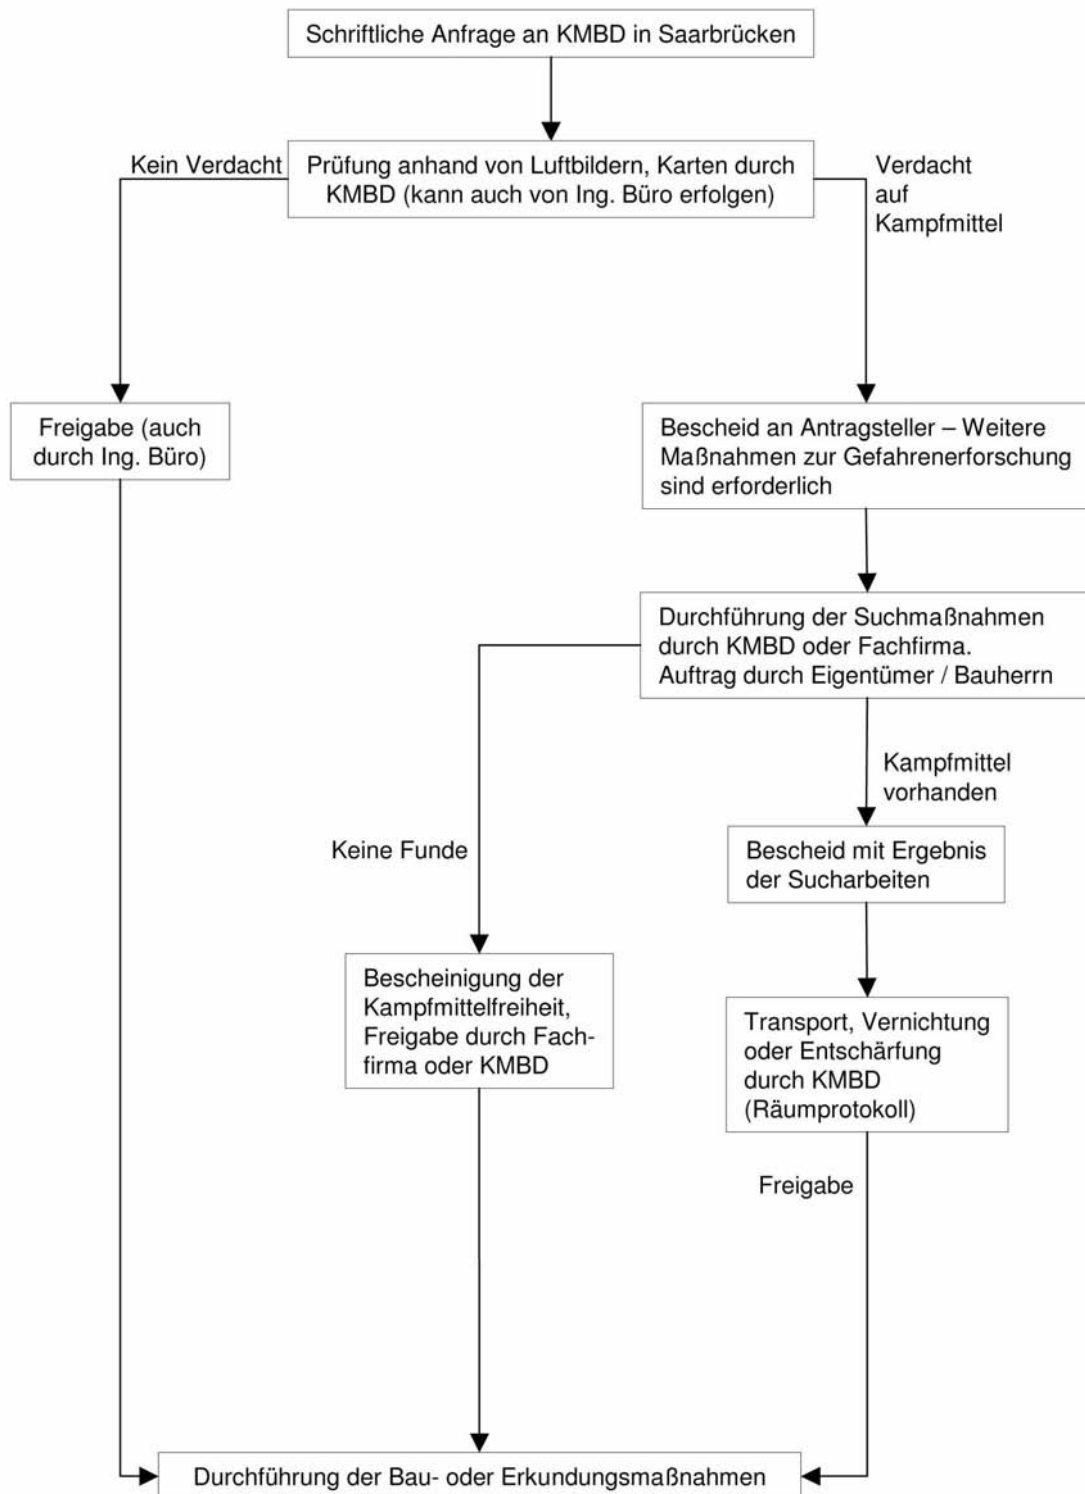 Schriftliche Anfrage an KMBD in Saarbrücken
Kein Verdacht
Prüfung anhand von Luftbildern, Karten durch
KMBD (kann auch von Ing. Büro erfolgen)
Verdacht
auf
Kampfmittel
Freigabe (auch
durch Ing. Büro)
Bescheid an Antragsteller – Weitere
Maßnahmen zur Gefahrenerforschung
sind erforderlich
Durchführung der Suchmaßnahmen
durch KMBD oder Fachfirma.
Auftrag durch Eigentümer / Bauherrn
Kampfmittel
vorhanden
Keine Funde
Bescheid mit Ergebnis
der Sucharbeiten
Bescheinigung der
Kampfmittelfreiheit,
Freigabe durch Fach-
firma oder KMBD
Transport, Vernichtung
oder Entschärfung
durch KMBD
(Räumprotokoll)
Freigabe
Durchführung der Bau- oder Erkundungsmaßnahmen